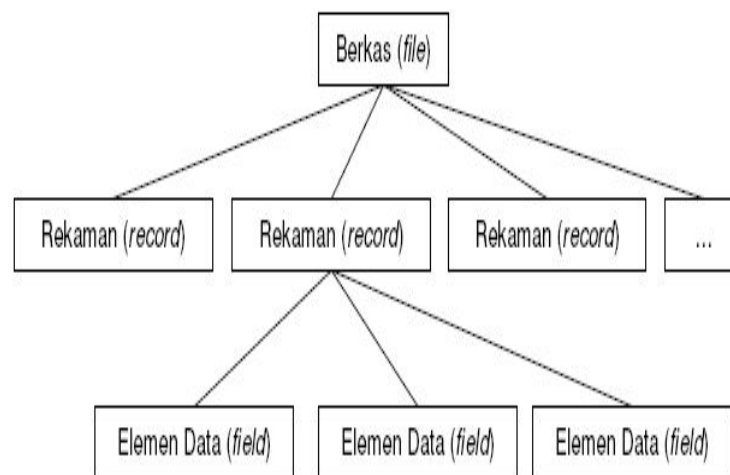 Berkas (file)
Rekaman (record)
Rekaman (record)
Rekaman (record)
...
Elemen Data (field)
Elemen Data (field)
Elemen Data (field)